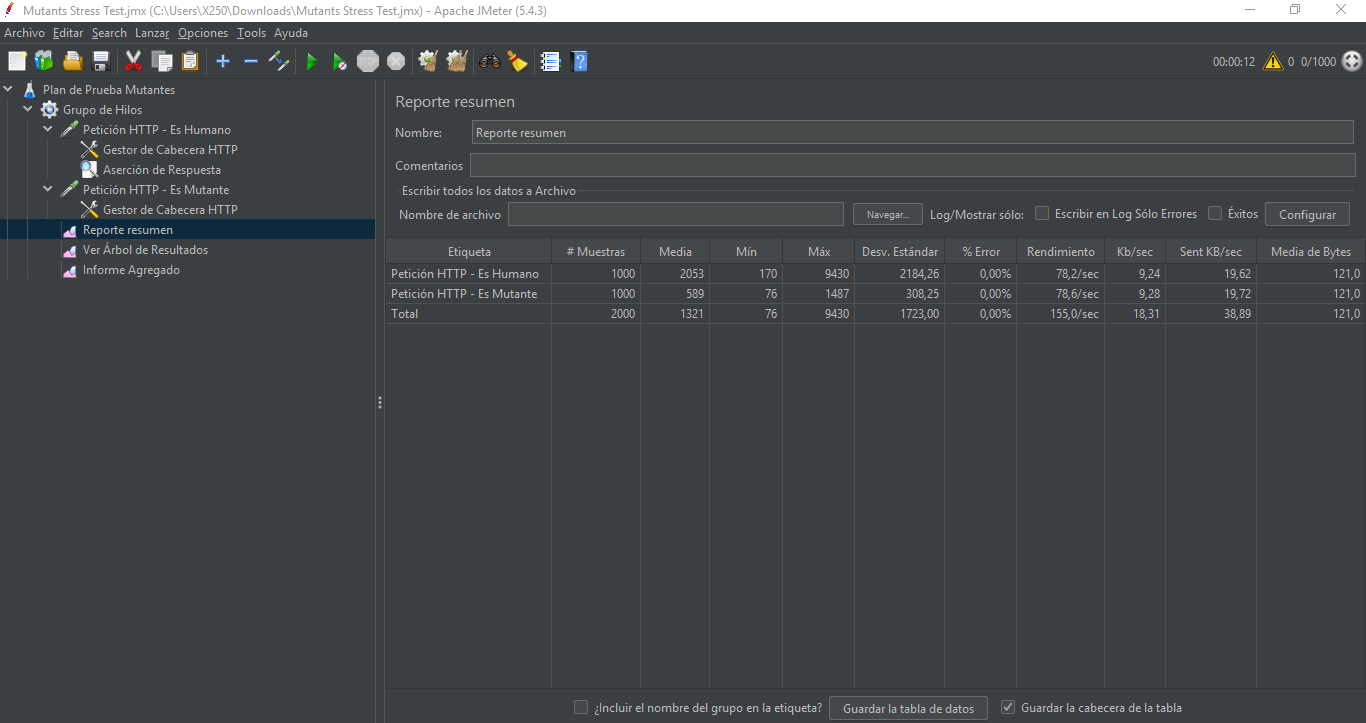 Mutants Stress Test.jmx (C:\Users\X250\Downloads\Mutants Stress Test.jmx) - Apache JMeter (5.4.3)
Archivo Editar Search Lanzar Opciones Tools Ayuda
00:00:12 0 0/1000
Plan de Prueba Mutantes
Grupo de Hilos
Petición HTTP - Es Humano
Gestor de Cabecera HTTP
Aserción de Respuesta
Petición HTTP - Es Mutante
Gestor de Cabecera HTTP
Reporte resumen
Ver Árbol de Resultados
Informe Agregado
Reporte resumen
Nombre: Reporte resumen
Comentarios
Escribir todos los datos a Archivo
Nombre de archivo Navegar... Log/Mostrar sólo: Escribir en Log Sólo Errores Éxitos Configurar
Etiqueta # Muestras Media Mín Máx Desv. Estándar % Error Rendimiento Kb/sec Sent KB/sec Media de Bytes
Petición HTTP - Es Humano 1000 2053 170 9430 2184,26 0,00% 78,2/sec 9,24 19,62 121,0
Petición HTTP - Es Mutante 1000 589 76 1487 308,25 0,00% 78,6/sec 9,28 19,72 121,0
Total 2000 1321 76 9430 1723,00 0,00% 155,0/sec 18,31 38,89 121,0
¿Incluir el nombre del grupo en la etiqueta? Guardar la tabla de datos Guardar la cabecera de la tabla